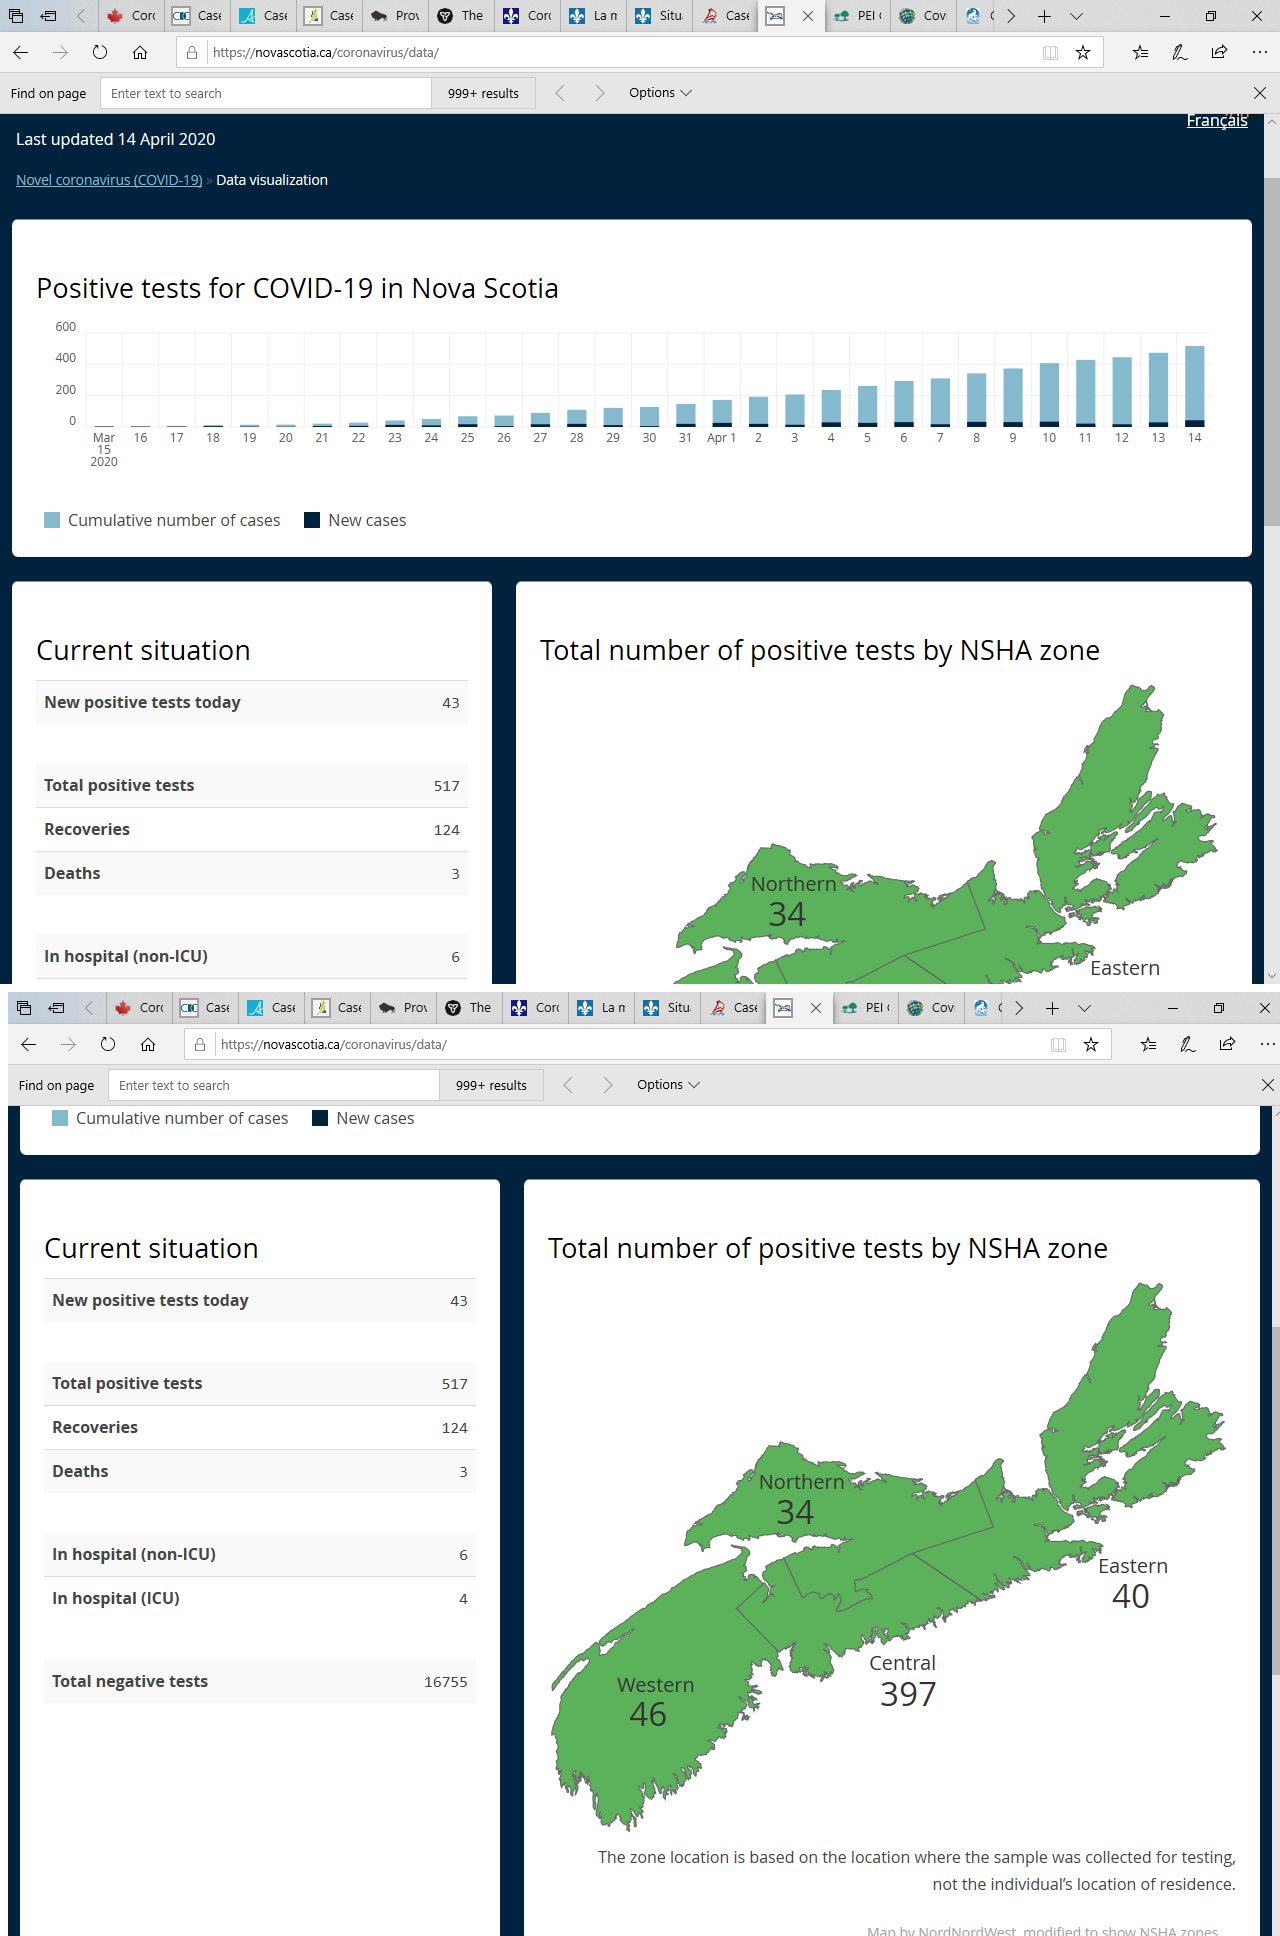 Corc
Case
Case
Case
Prov
The
Corc
La n
Situ
Case
PEI
Cov
https://novascotia.ca/coronavirus/data/
Find on page
Enter text to search
999+ results
Options
Français
Last updated 14 April 2020
Novel coronavirus (COVID-19) » Data visualization
Positive tests for COVID-19 in Nova Scotia
600
400
200
0
Mar 16 17 18 19 20 21 22 23 24 25 26 27 28 29 30 31 Apr 1 2 3 4 5 6 7 8 9 10 11 12 13 14
15
2020
Cumulative number of cases
New cases
Current situation
New positive tests today 43
Total positive tests 517
Recoveries 124
Deaths 3
In hospital (non-ICU) 6
Total number of positive tests by NSHA zone
Northern
34
Eastern
Corc
Case
Case
Case
Prov
The
Corc
La n
Situ
Case
PEI
Cov
https://novascotia.ca/coronavirus/data/
Find on page
Enter text to search
999+ results
Options
Cumulative number of cases
New cases
Current situation
New positive tests today 43
Total positive tests 517
Recoveries 124
Deaths 3
In hospital (non-ICU) 6
In hospital (ICU) 4
Total negative tests 16755
Total number of positive tests by NSHA zone
Northern
34
Eastern
40
Central
397
Western
46
The zone location is based on the location where the sample was collected for testing,
not the individual's location of residence.
Map by NordNordWest, modified to show NSHA zones